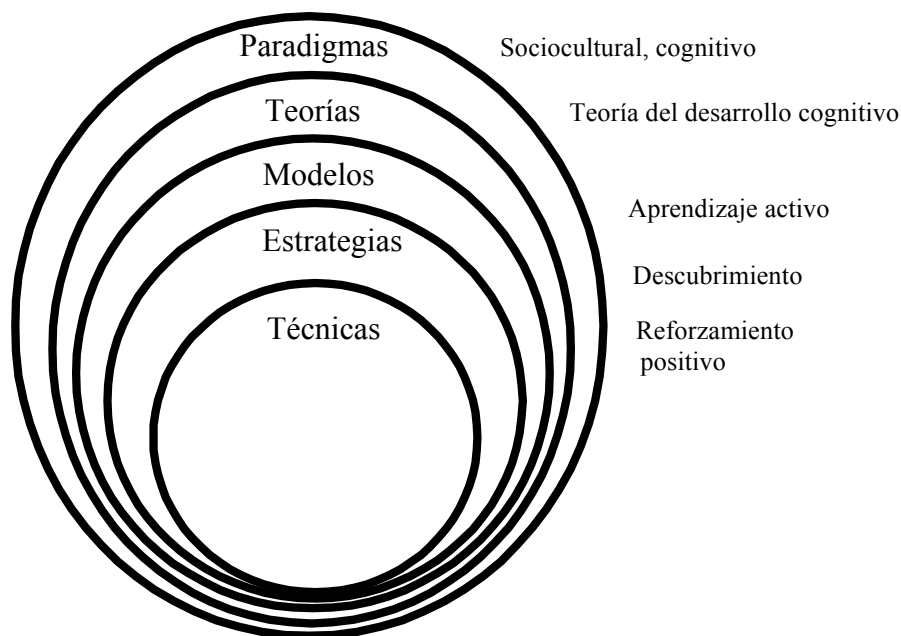 Paradigmas
Sociocultural, cognitivo
Teorías
Teoría del desarrollo cognitivo
Modelos
Aprendizaje activo
Estrategias
Descubrimiento
Técnicas
Reforzamiento
positivo